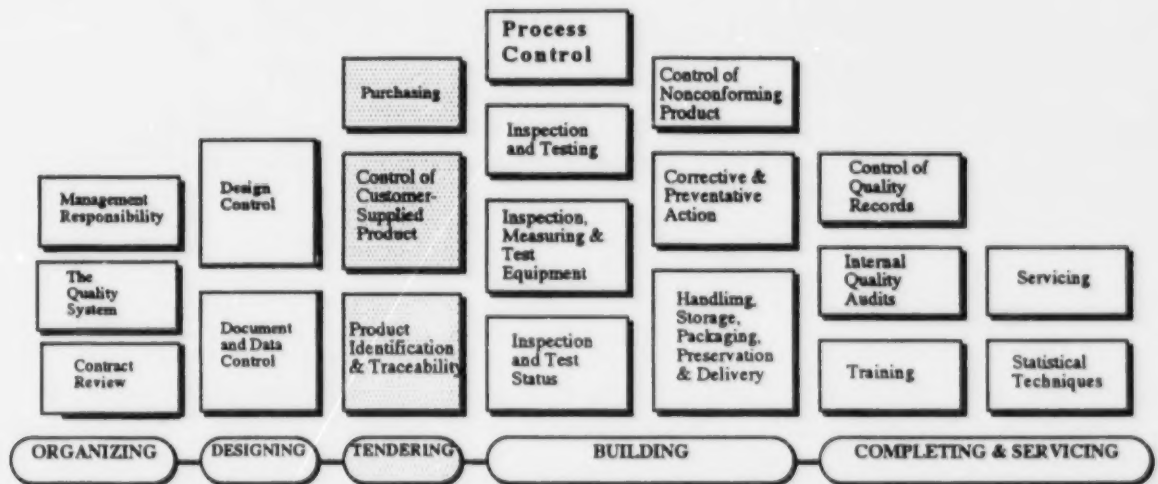 Management
Responsibility
The
Quality
System
Contract
Review
Design
Control
Document
and Data
Control
Purchasing
Control of
Customer-
Supplied
Product
Product
Identification
& Traceability
Process
Control
Inspection
and Testing
Inspection,
Measuring &
Test
Equipment
Inspection
and Test
Status
Control of
Nonconforming
Product
Corrective &
Preventative
Action
Handling,
Storage,
Packaging,
Preservation
& Delivery
Control of
Quality
Records
Internal
Quality
Audits
Training
Servicing
Statistical
Techniques
ORGANIZING
DESIGNING
TENDERING
BUILDING
COMPLETING & SERVICING